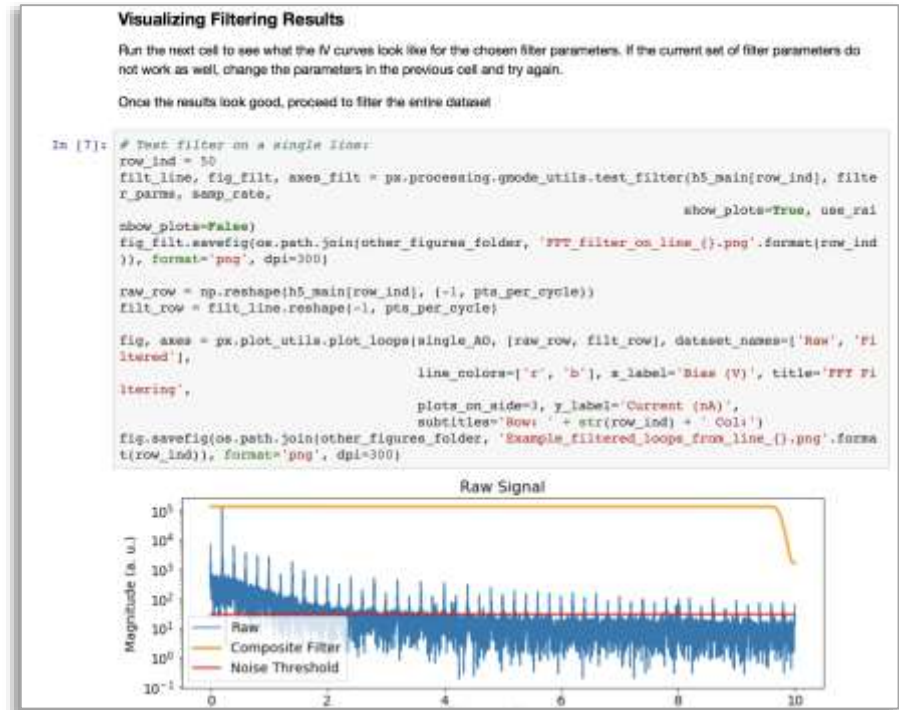 Visualizing Filtering Results
Run the next cell to see what the IV curves look like for the chosen filter parameters. If the current set of filter parameters do
not work as well, change the parameters in the previous cell and try again.
Once the results look good, proceed to filter the entire dataset
In [7]: # Test filter on a single line:
row_ind = 50
filt_line, fig_filt, axes_filt = px.processing.gmode_utils.test_filter(h5_main[row_ind], filte
r_parms, samp_rate,
show_plots=True, use_rai
nbow_plots=False)
fig_filt.savefig(os.path.join(other_figures_folder, 'FFT_filter_on_line_{}.png'.format(row_ind
)), format='png', dpi=300)
raw_row = np.reshape(h5_main[row_ind], (-1, pts_per_cycle))
filt_row = filt_line.reshape(-1, pts_per_cycle)
fig, axes = px.plot_utils.plot_loops(single_AO, [raw_row, filt_row], dataset_names=['Raw', 'Fi
ltered'],
line_colors=['r', 'b'], x_label='Bias (V)', title='FFT Fi
ltering',
plots_on_side=3, y_label='Current (nA)',
subtitles='Row: ' + str(row_ind) + ' Col:')
fig.savefig(os.path.join(other_figures_folder, 'Example_filtered_loops_from_line_{}.png'.forma
t(row_ind)), format='png', dpi=300)
Raw Signal
10⁵
10⁴
10³
10²
10¹
10⁰
10⁻¹
Magnitude (a. u.)
Raw
Composite Filter
Noise Threshold
0 2 4 6 8 10